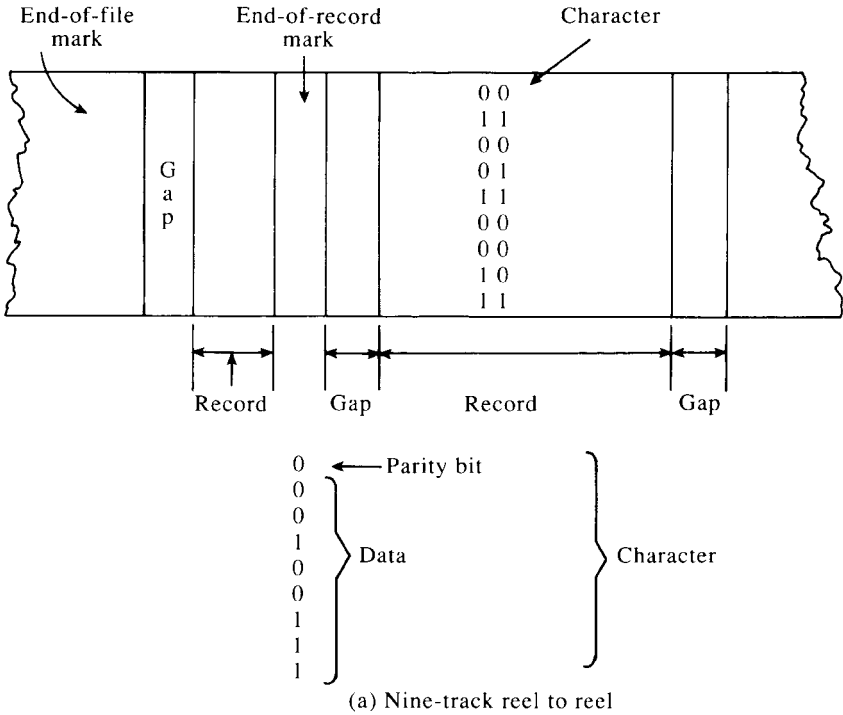 End-of-file
mark
End-of-record
mark
Character
G
a
p
0 0
1 1
0 0
0 1
1 1
0 0
0 0
1 0
1 1
Record
Gap
Record
Gap
0
Parity bit
0
0
1
0
0
1
1
1
Data
Character
(a) Nine-track reel to reel